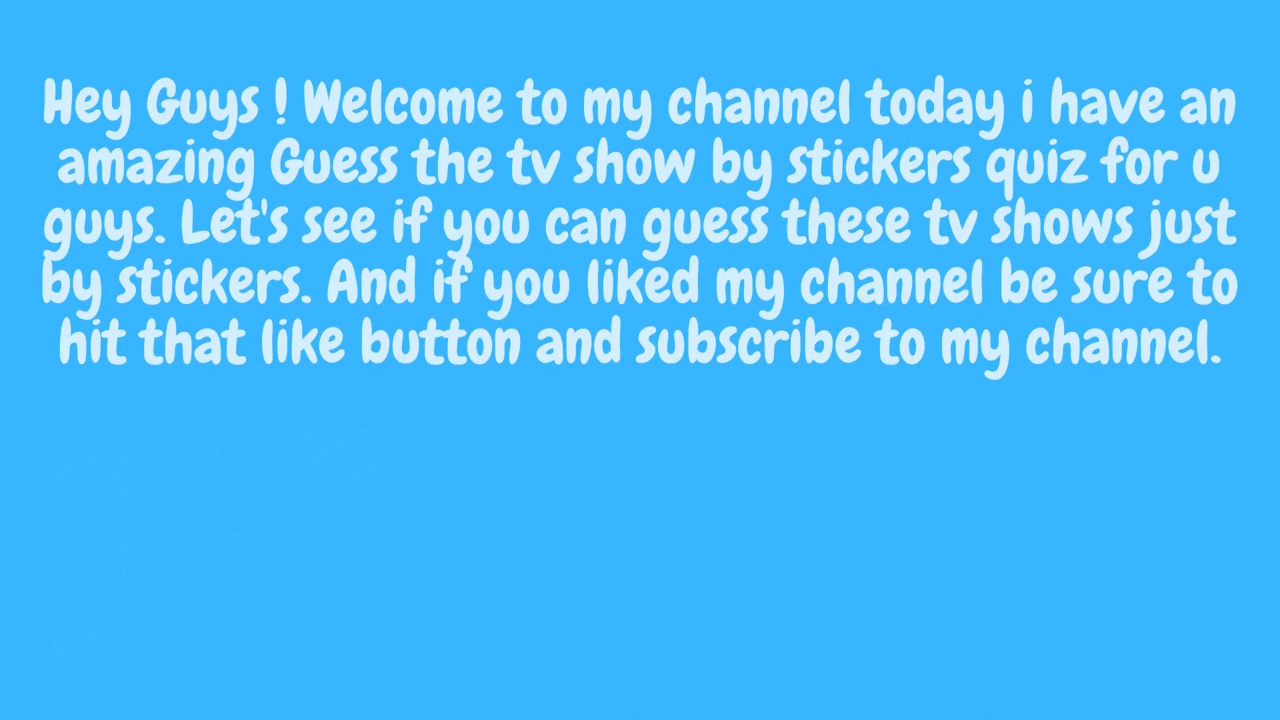 Hey Guys ! Welcome to my channel today i have an
amazing Guess the tv show by stickers quiz for u
guys. Let's see if you can guess these tv shows just
by stickers. And if you liked my channel be sure to
hit that like button and subscribe to my channel.